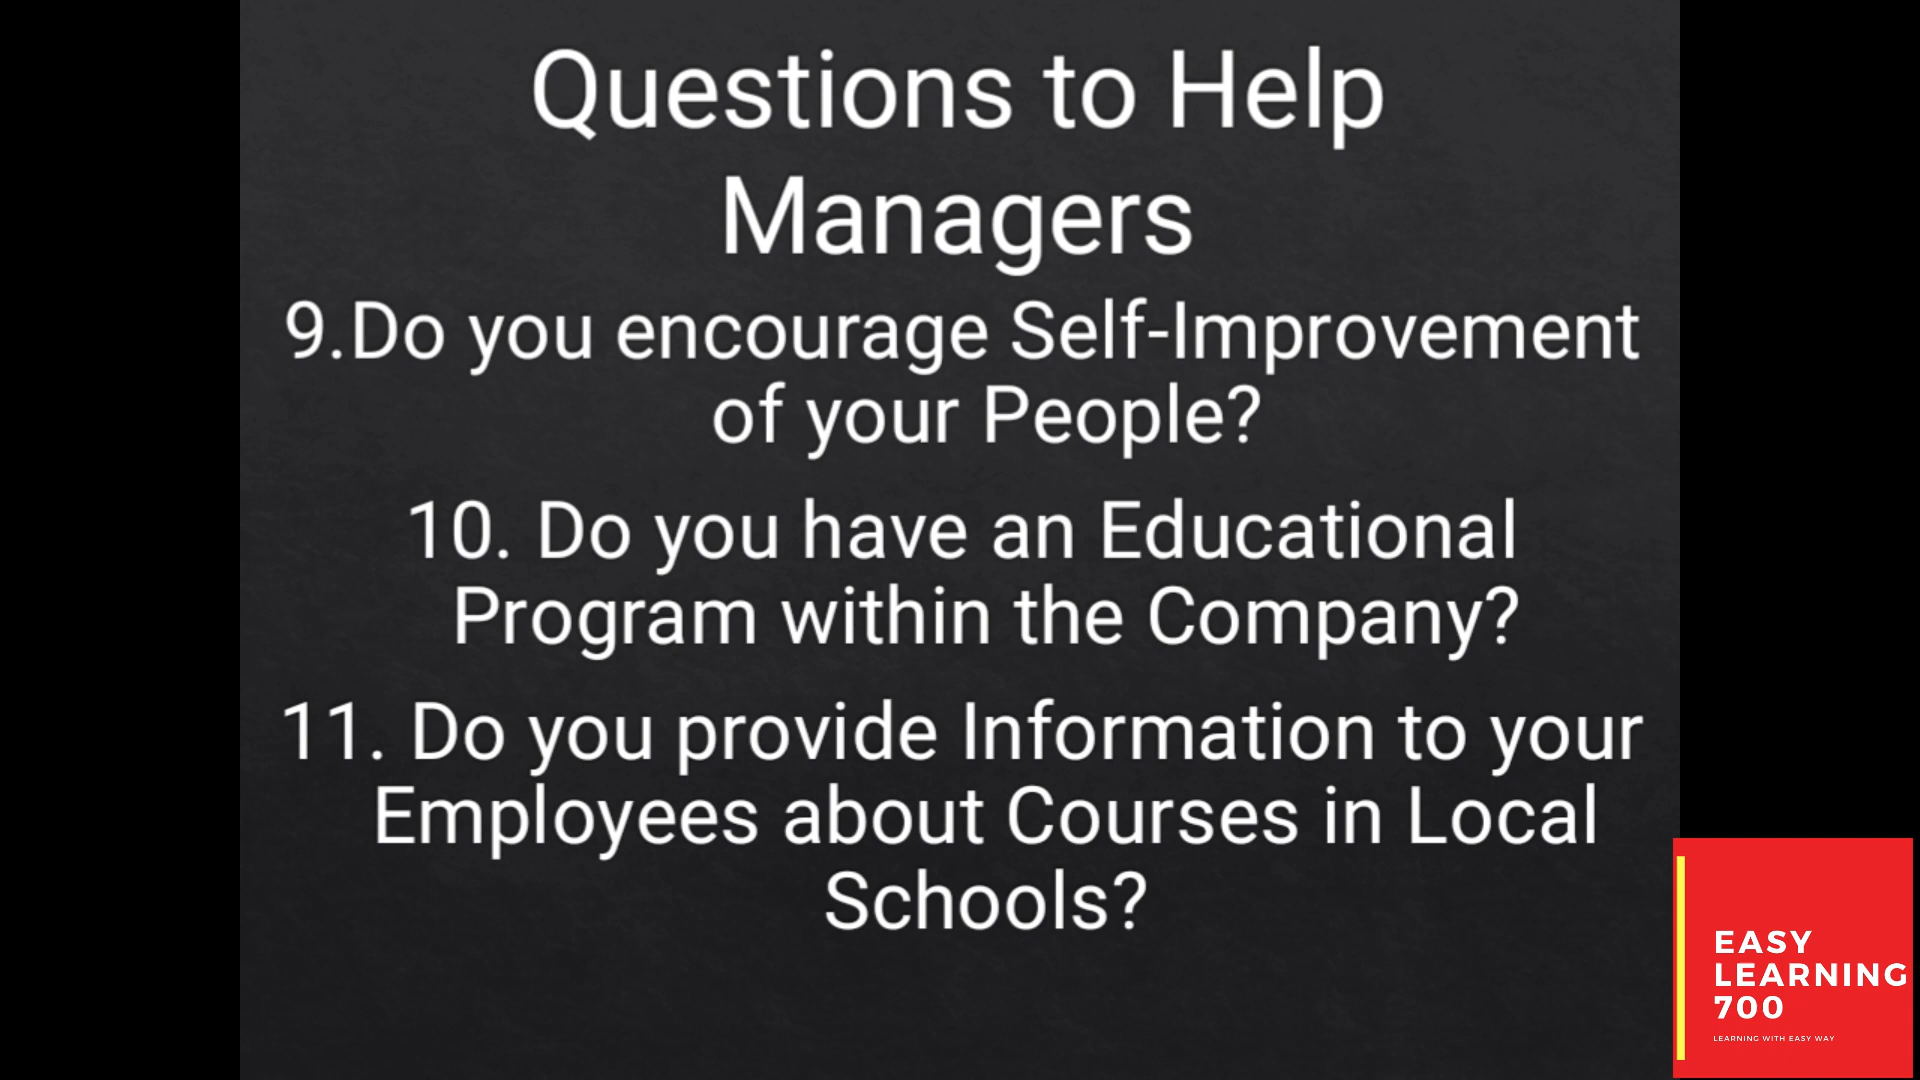 Questions to Help
Managers
9.Do you encourage Self-Improvement
of your People?
10. Do you have an Educational
Program within the Company?
11. Do you provide Information to your
Employees about Courses in Local
Schools?
EASY
LEARNING
700
LEARNING WITH EASY WAY